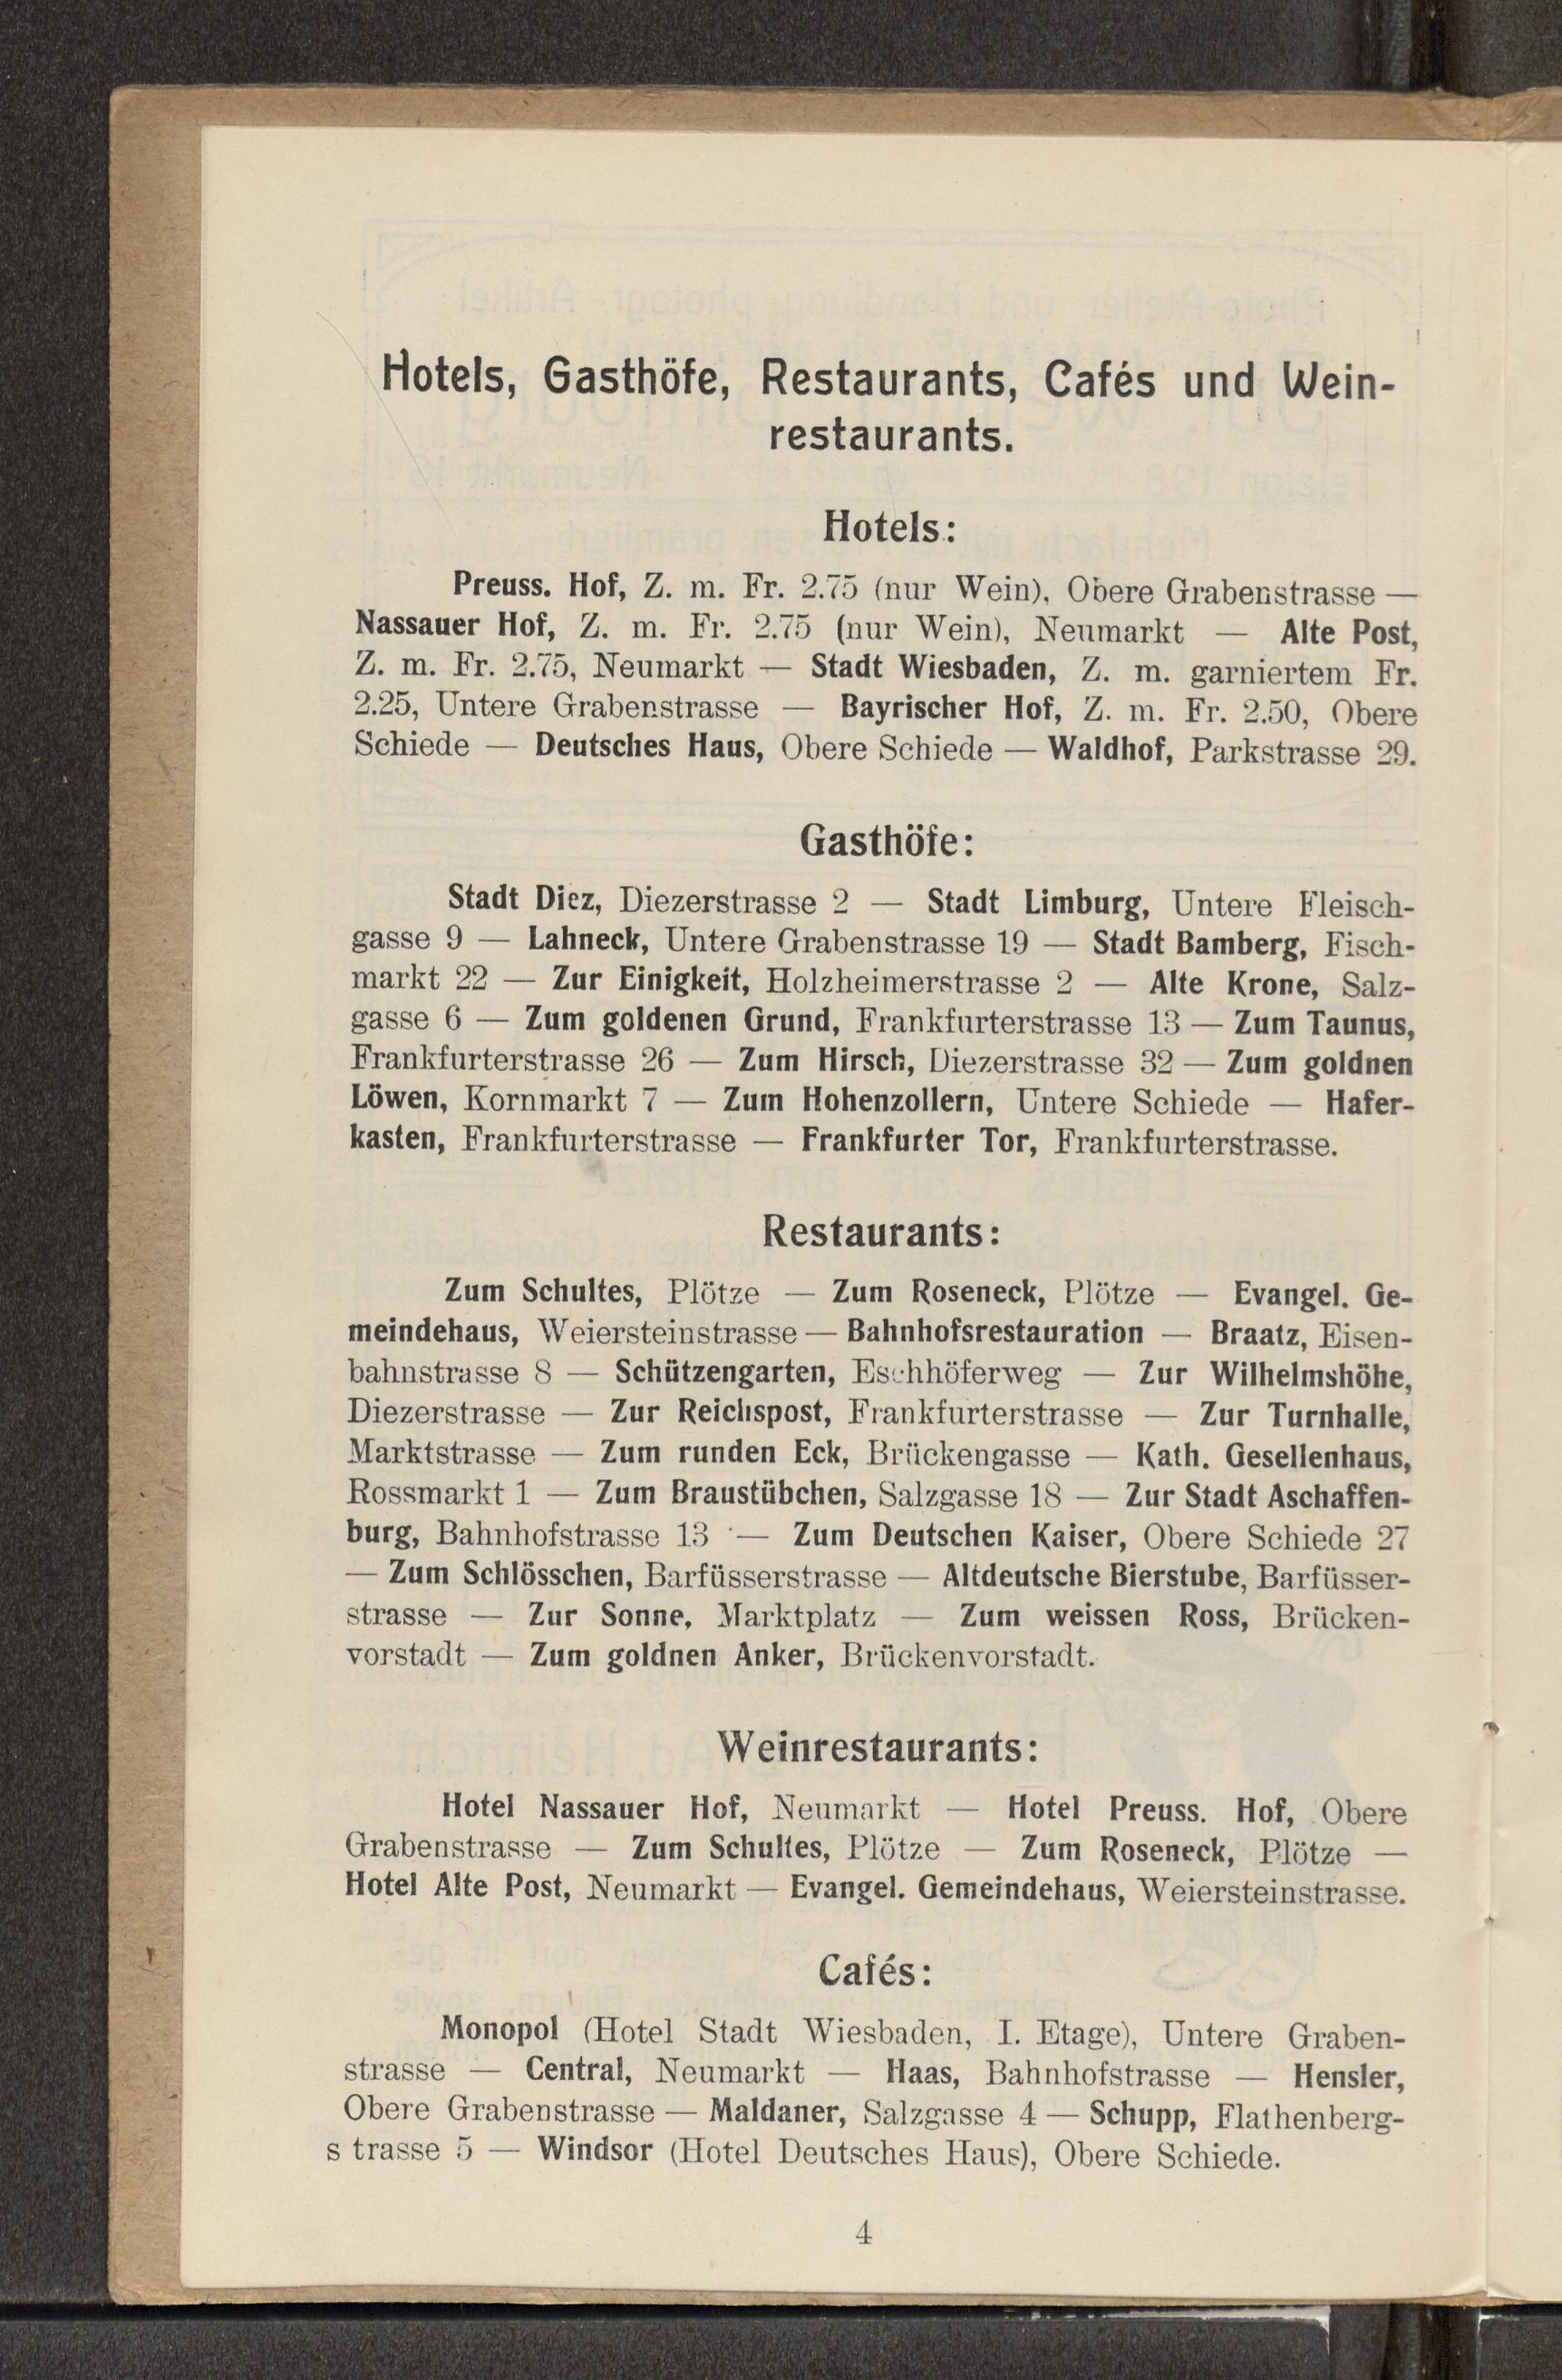 Hotels, Gasthöfe, Restaurants, Cafés und Wein-
restaurants.
Hotels:
Preuss. Hof, Z. m. Fr. 2.75 (nur Wein), Obere Grabenstrasse —
Nassauer Hof, Z. m. Fr. 2.75 (nur Wein), Neumarkt — Alte Post,
Z. m. Fr. 2.75, Neumarkt — Stadt Wiesbaden, Z. m. garniertem Fr.
2.25, Untere Grabenstrasse — Bayrischer Hof, Z. m. Fr. 2.50, Obere
Schiede — Deutsches Haus, Obere Schiede — Waldhof, Parkstrasse 29.
Gasthöfe:
Stadt Diez, Diezerstrasse 2 — Stadt Limburg, Untere Fleisch-
gasse 9 — Lahneck, Untere Grabenstrasse 19 — Stadt Bamberg, Fisch-
markt 22 — Zur Einigkeit, Holzheimerstrasse 2 — Alte Krone, Salz-
gasse 6 — Zum goldenen Grund, Frankfurterstrasse 13 — Zum Taunus,
Frankfurterstrasse 26 — Zum Hirsch, Diezerstrasse 32 — Zum goldnen
Löwen, Kornmarkt 7 — Zum Hohenzollern, Untere Schiede — Hafer-
kasten, Frankfurterstrasse — Frankfurter Tor, Frankfurterstrasse.
Restaurants:
Zum Schultes, Plötze — Zum Roseneck, Plötze — Evangel. Ge-
meindehaus, Weiersteinstrasse — Bahnhofsrestauration — Braatz, Eisen-
bahnstrasse 8 — Schützengarten, Eschhöferweg — Zur Wilhelmshöhe,
Diezerstrasse — Zur Reichspost, Frankfurterstrasse — Zur Turnhalle,
Marktstrasse — Zum runden Eck, Brückengasse — Kath. Gesellenhaus,
Rossmarkt 1 — Zum Braustübchen, Salzgasse 18 — Zur Stadt Aschaffen-
burg, Bahnhofstrasse 13 — Zum Deutschen Kaiser, Obere Schiede 27
— Zum Schlösschen, Barfüsserstrasse — Altdeutsche Bierstube, Barfüsser-
strasse — Zur Sonne, Marktplatz — Zum weissen Ross, Brücken-
vorstadt — Zum goldnen Anker, Brückenvorstadt.
Weinrestaurants:
Hotel Nassauer Hof, Neumarkt — Hotel Preuss. Hof, Obere
Grabenstrasse — Zum Schultes, Plötze — Zum Roseneck, Plötze —
Hotel Alte Post, Neumarkt — Evangel. Gemeindehaus, Weiersteinstrasse.
Cafés:
Monopol (Hotel Stadt Wiesbaden, I. Etage), Untere Graben-
strasse — Central, Neumarkt — Haas, Bahnhofstrasse — Hensler,
Obere Grabenstrasse — Maldaner, Salzgasse 4 — Schupp, Flathenberg-
s trasse 5 — Windsor (Hotel Deutsches Haus), Obere Schiede.
4